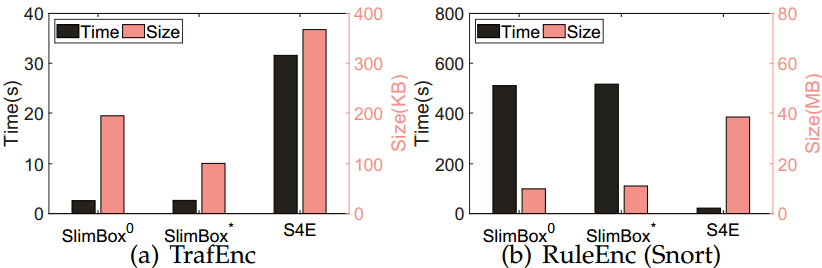 Time Size
Time(s)
40
30
20
10
0
Size(KB)
400
300
200
100
0
SlimBox⁰ SlimBox* S4E
(a) TrafEnc
Time Size
Time(s)
800
600
400
200
0
Size(MB)
80
60
40
20
0
SlimBox⁰ SlimBox* S4E
(b) RuleEnc (Snort)